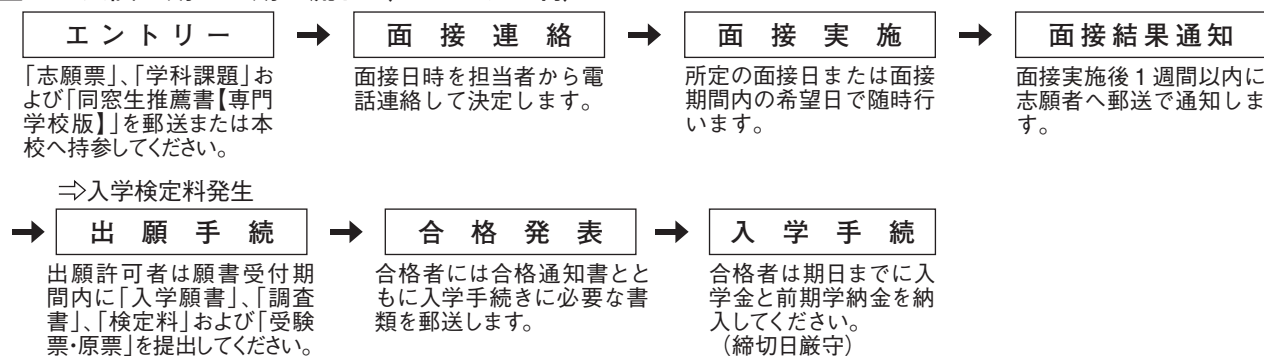 エントリー → 面接連絡 → 面接実施 → 面接結果通知
「志願票」、「学科課題」お
よび「同窓生推薦書【専門
学校版】」を郵送または本
校へ持参してください。
面接日時を担当者から電
話連絡して決定します。
所定の面接日または面接
期間内の希望日で随時行
います。
面接実施後1週間以内に
志願者へ郵送で通知しま
す。
⇒入学検定料発生
→ 出願手続 → 合格発表 → 入学手続
出願許可者は願書受付期
間内に「入学願書」、「調査
書」、「検定料」および「受験
票・原票」を提出してください。
合格者には合格通知書とと
もに入学手続きに必要な書
類を郵送します。
合格者は期日までに入
学金と前期学納金を納
入してください。
（締切日厳守）